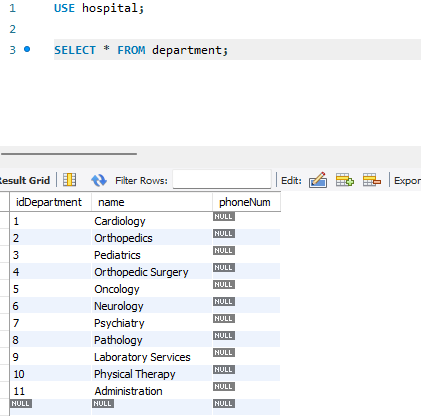 1 USE hospital;
2
3 SELECT * FROM department;
Result Grid Filter Rows: Edit: Expor
idDepartment name phoneNum
1 Cardiology NULL
2 Orthopedics NULL
3 Pediatrics NULL
4 Orthopedic Surgery NULL
5 Oncology NULL
6 Neurology NULL
7 Psychiatry NULL
8 Pathology NULL
9 Laboratory Services NULL
10 Physical Therapy NULL
11 Administration NULL
NULL NULL NULL